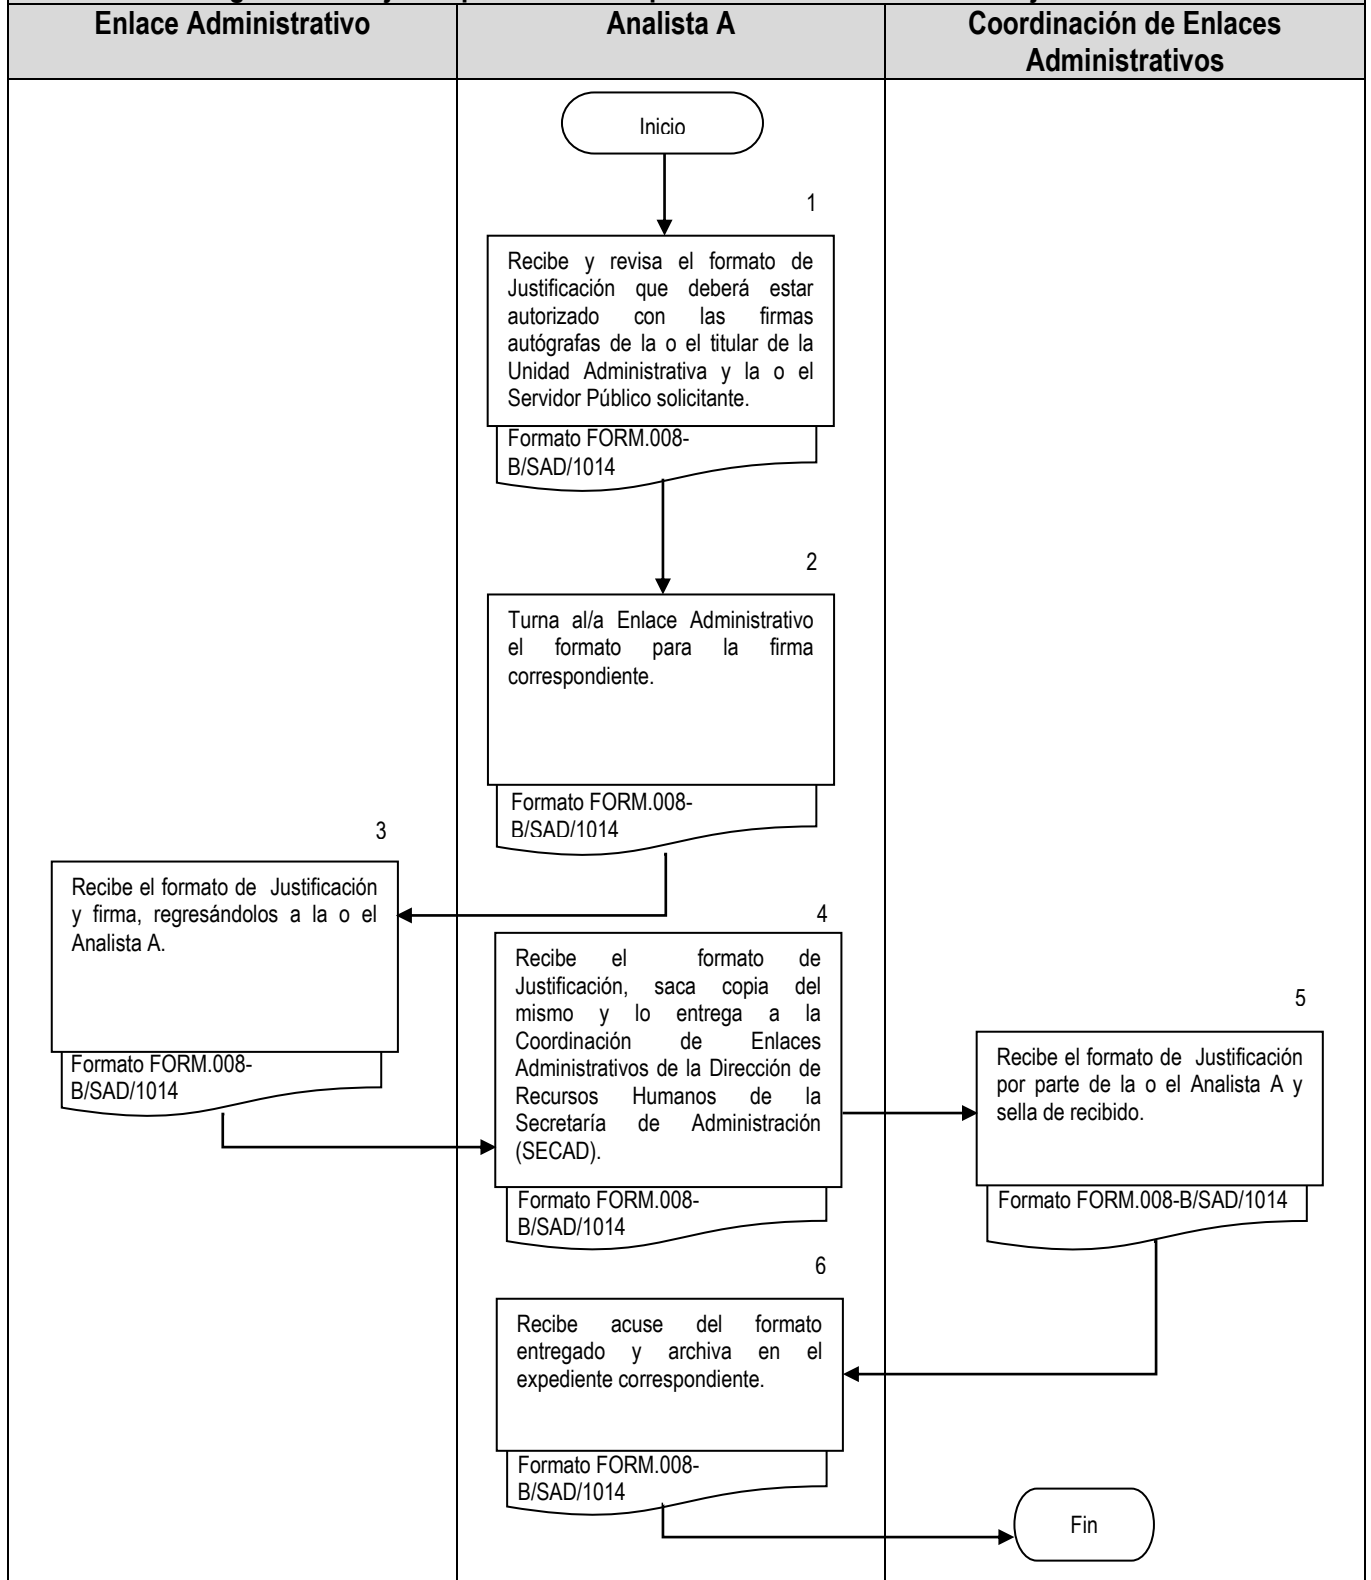 Enlace Administrativo
Analista A
Coordinación de Enlaces
Administrativos
Inicio
1
Recibe y revisa el formato de
Justificación que deberá estar
autorizado con las firmas
autógrafas de la o el titular de la
Unidad Administrativa y la o el
Servidor Público solicitante.
Formato FORM.008-
B/SAD/1014
2
Turna al/a Enlace Administrativo
el formato para la firma
correspondiente.
Formato FORM.008-
B/SAD/1014
3
Recibe el formato de Justificación
y firma, regresándolos a la o el
Analista A.
Formato FORM.008-
B/SAD/1014
4
Recibe el formato de
Justificación, saca copia del
mismo y lo entrega a la
Coordinación de Enlaces
Administrativos de la Dirección de
Recursos Humanos de la
Secretaría de Administración
(SECAD).
Formato FORM.008-
B/SAD/1014
5
Recibe el formato de Justificación
por parte de la o el Analista A y
sella de recibido.
Formato FORM.008-B/SAD/1014
6
Recibe acuse del formato
entregado y archiva en el
expediente correspondiente.
Formato FORM.008-
B/SAD/1014
Fin